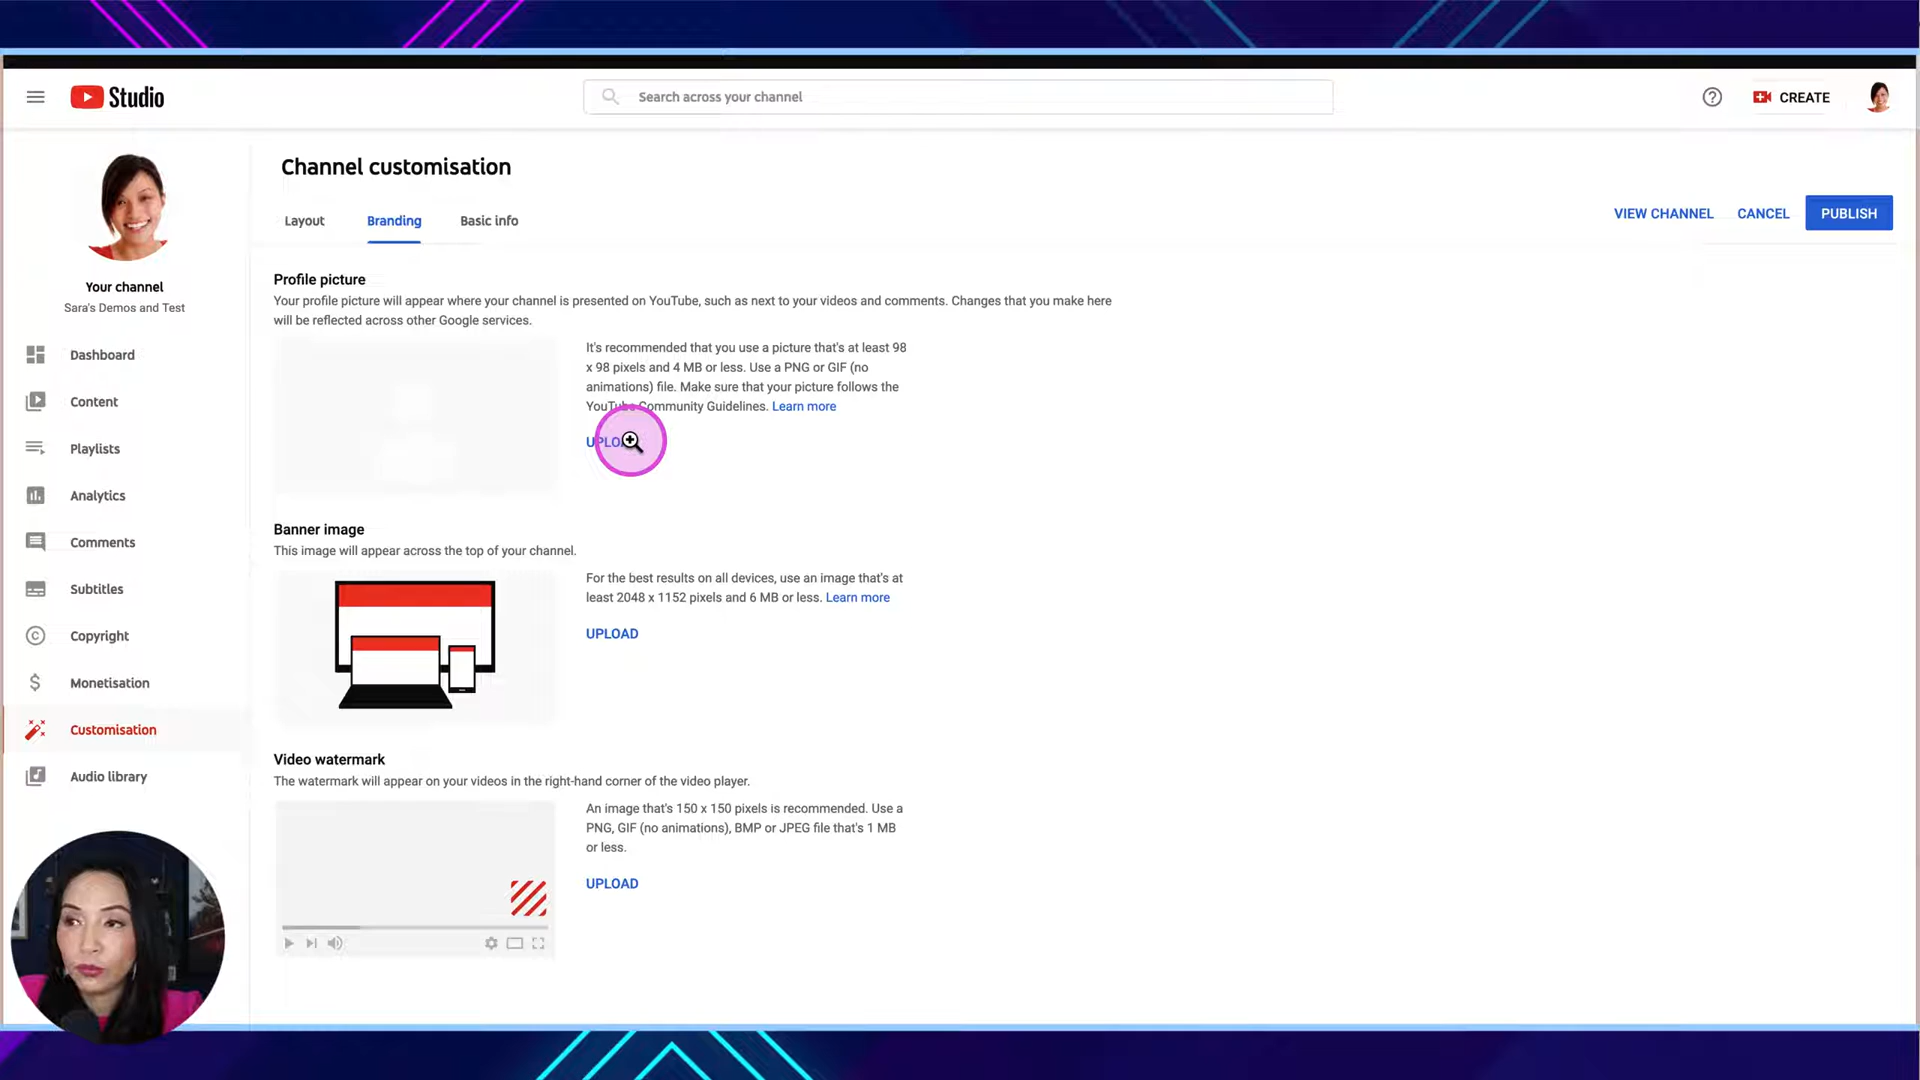 Studio
Search across your channel
CREATE
Channel customisation
Layout
Branding
Basic info
VIEW CHANNEL
CANCEL
PUBLISH
Your channel
Sara's Demos and Test
Dashboard
Content
Playlists
Analytics
Comments
Subtitles
Copyright
Monetisation
Customisation
Audio library
Profile picture
Your profile picture will appear where your channel is presented on YouTube, such as next to your videos and comments. Changes that you make here
will be reflected across other Google services.
It's recommended that you use a picture that's at least 98
x 98 pixels and 4 MB or less. Use a PNG or GIF (no
animations) file. Make sure that your picture follows the
YouTube Community Guidelines. Learn more
UPLOAD
Banner image
This image will appear across the top of your channel.
For the best results on all devices, use an image that's at
least 2048 x 1152 pixels and 6 MB or less. Learn more
UPLOAD
Video watermark
The watermark will appear on your videos in the right-hand corner of the video player.
An image that's 150 x 150 pixels is recommended. Use a
PNG, GIF (no animations), BMP or JPEG file that's 1 MB
or less.
UPLOAD